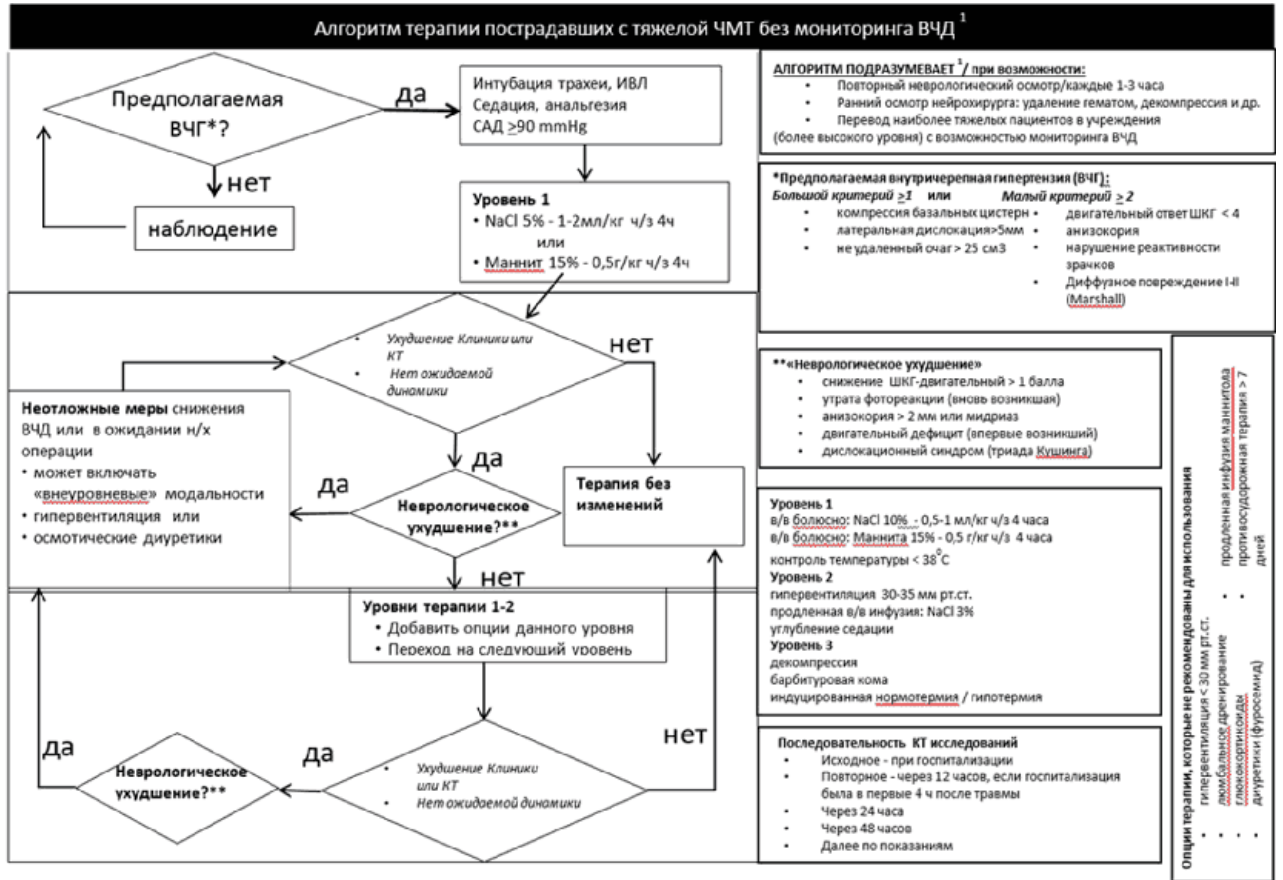 Алгоритм терапии пострадавших с тяжелой ЧМТ без мониторинга ВЧД 1
Предполагаемая
ВЧГ*?
да
нет
наблюдение
Интубация трахеи, ИВЛ
Седация, анальгезия
САД ≥90 mmHg
Уровень 1
• NaCl 5% - 1-2мл/кг ч/з 4ч
или
• Маннит 15% - 0,5г/кг ч/з 4ч
• Ухудшение Клиники или
КТ
• Нет ожидаемой
динамики
нет
да
Неотложные меры снижения
ВЧД или в ожидании н/х
операции
• может включать
«внеуровневые» модальности
• гипервентиляция или
• осмотические диуретики
да
Неврологическое
ухудшение?**
нет
Терапия без
изменений
Уровни терапии 1-2
• Добавить опции данного уровня
• Переход на следующий уровень
да
Неврологическое
ухудшение?**
да
• Ухудшение Клиники
или КТ
• Нет ожидаемой динамики
нет
АЛГОРИТМ ПОДРАЗУМЕВАЕТ 1/ при возможности:
• Повторный неврологический осмотр/каждые 1-3 часа
• Ранний осмотр нейрохирурга: удаление гематом, декомпрессия и др.
• Перевод наиболее тяжелых пациентов в учреждения
(более высокого уровня) с возможностью мониторинга ВЧД
*Предполагаемая внутричерепная гипертензия (ВЧГ):
Большой критерий ≥1 или Малый критерий ≥ 2
• компрессия базальных цистерн
• латеральная дислокация>5мм
• не удаленный очаг > 25 см3
• двигательный ответ ШКГ < 4
• анизокория
• нарушение реактивности
зрачков
• Диффузное повреждение I-II
(Marshall)
**«Неврологическое ухудшение»
• снижение ШКГ-двигательный > 1 балла
• утрата фотореакции (вновь возникшая)
• анизокория > 2 мм или мидриаз
• двигательный дефицит (впервые возникший)
• дислокационный синдром (триада Кушинга)
Уровень 1
в/в болюсно: NaCl 10% - 0,5-1 мл/кг ч/з 4 часа
в/в болюсно: Маннита 15% - 0,5 г/кг ч/з 4 часа
контроль температуры < 38°С
Уровень 2
гипервентиляция 30-35 мм рт.ст.
продленная в/в инфузия: NaCl 3%
углубление седации
Уровень 3
декомпрессия
барбитуровая кома
индуцированная нормотермия / гипотермия
Последовательность КТ исследований
• Исходное - при госпитализации
• Повторное - через 12 часов, если госпитализация
была в первые 4 ч после травмы
• Через 24 часа
• Через 48 часов
• Далее по показаниям
Опции терапии, которые не рекомендованы для использования
• гипервентиляция < 30 мм рт.ст.
• люмбальное дренирование
• глюкокортикоиды
• диуретики (фуросемид)
• продленная инфузия маннитола
• противосудорожная терапия > 7
дней